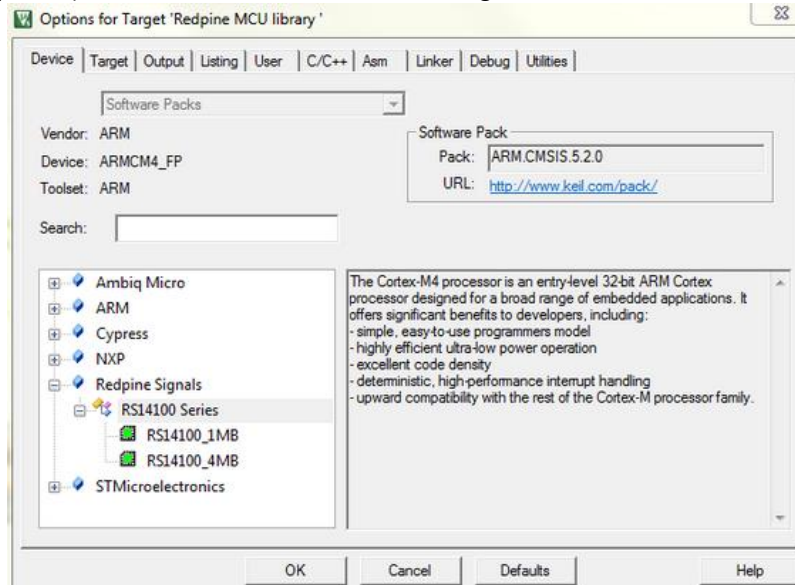 Options for Target 'Redpine MCU library '
Device Target Output Listing User C/C++ Asm Linker Debug Utilities
Software Packs
Vendor: ARM
Device: ARMCM4_FP
Toolset: ARM
Search:
Software Pack
Pack: ARM.CMSIS.5.2.0
URL: http://www.keil.com/pack/
Ambiq Micro
ARM
Cypress
NXP
Redpine Signals
RS14100 Series
RS14100_1MB
RS14100_4MB
STMicroelectronics
The Cortex-M4 processor is an entry-level 32-bit ARM Cortex
processor designed for a broad range of embedded applications. It
offers significant benefits to developers, including:
- simple, easy-to-use programmers model
- highly efficient ultra-low power operation
- excellent code density
- deterministic, high-performance interrupt handling
- upward compatibility with the rest of the Cortex-M processor family.
OK Cancel Defaults Help